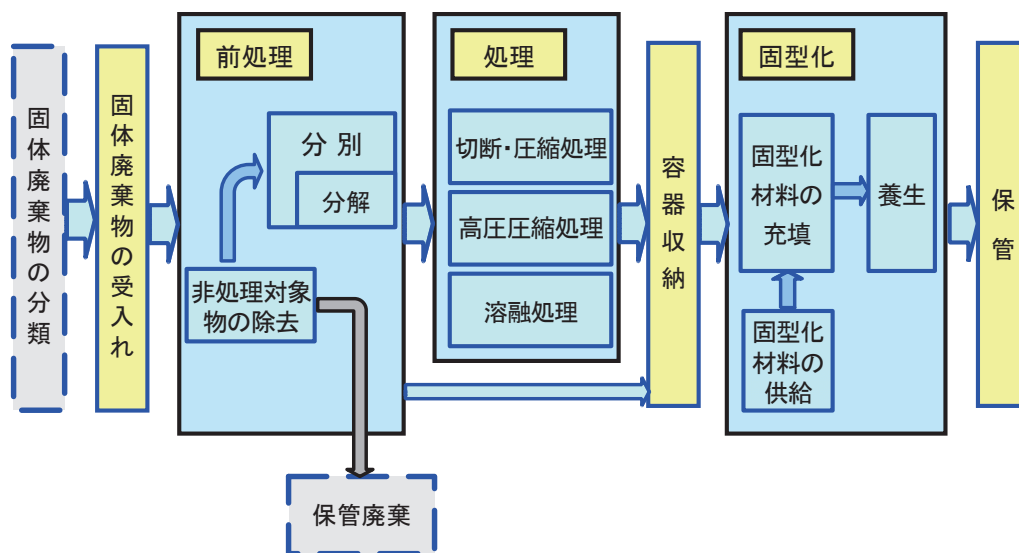 固体廃棄物の分類
固体廃棄物の受入れ
前処理
分別
分解
非処理対象
物の除去
保管廃棄
処理
切断・圧縮処理
高圧圧縮処理
溶融処理
容器収納
固型化
固型化
材料の
充填
養生
固型化
材料の
供給
保管